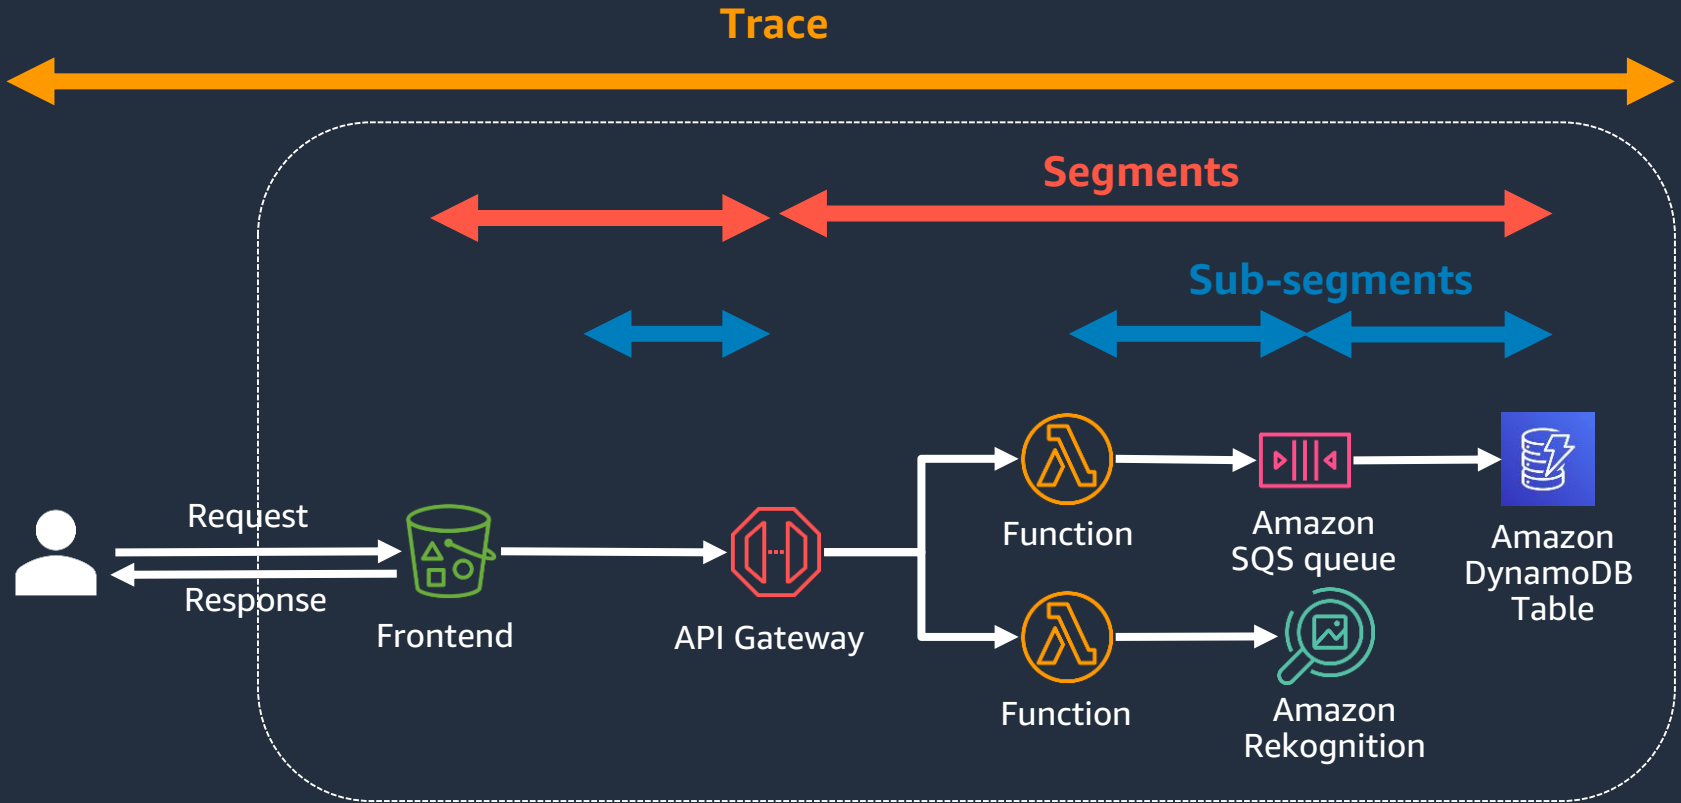 Trace
Segments
Sub-segments
Request
Response
Frontend
API Gateway
Function
Amazon
SQS queue
Amazon
DynamoDB
Table
Function
Amazon
Rekognition